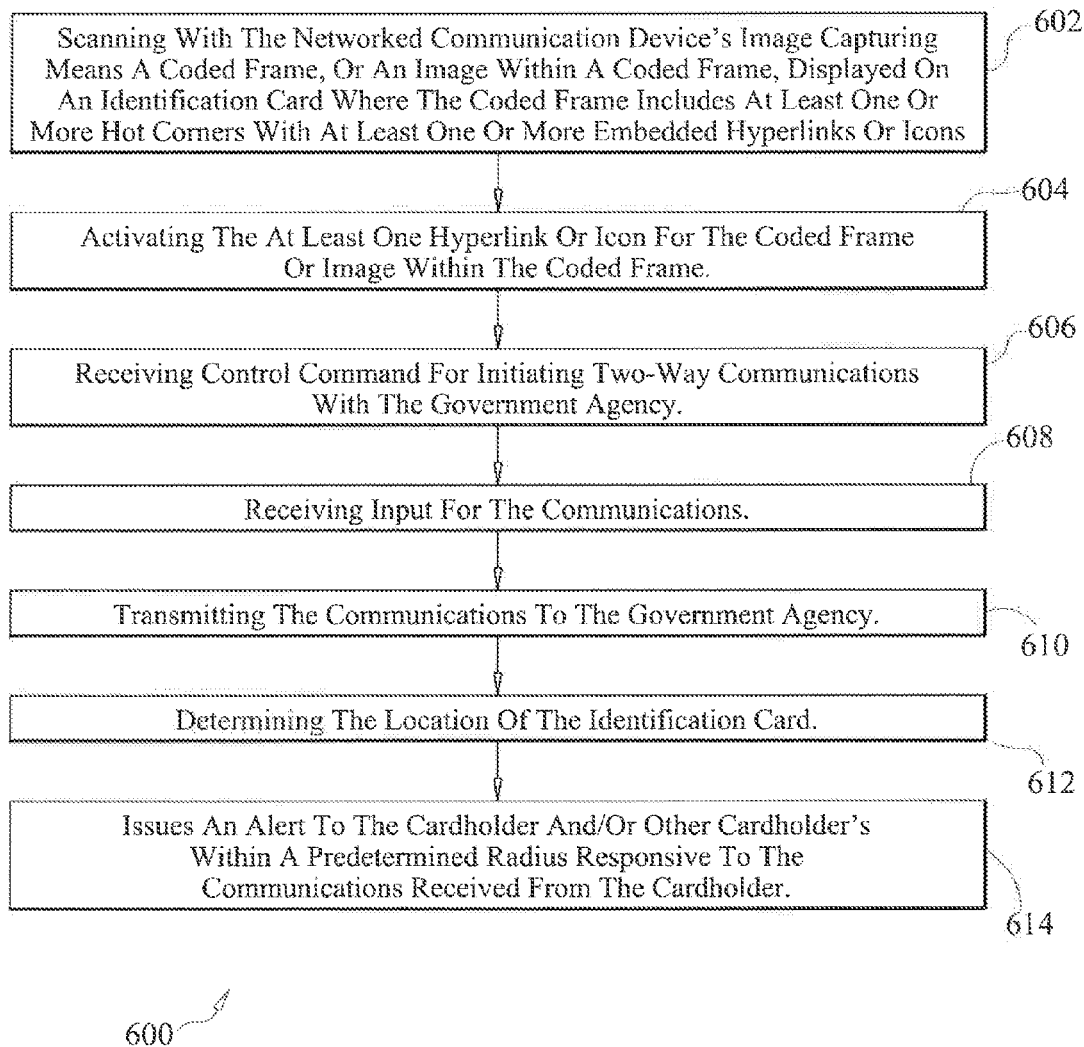 Scanning With The Networked Communication Device's Image Capturing
Means A Coded Frame, Or An Image Within A Coded Frame, Displayed On
An Identification Card Where The Coded Frame Includes At Least One Or
More Hot Corners With At Least One Or More Embedded Hyperlinks Or Icons
602
Activating The At Least One Hyperlink Or Icon For The Coded Frame
Or Image Within The Coded Frame.
604
Receiving Control Command For Initiating Two-Way Communications
With The Government Agency.
606
Receiving Input For The Communications.
608
Transmitting The Communications To The Government Agency.
610
Determining The Location Of The Identification Card.
612
Issues An Alert To The Cardholder And/Or Other Cardholder's
Within A Predetermined Radius Responsive To The
Communications Received From The Cardholder.
614
600